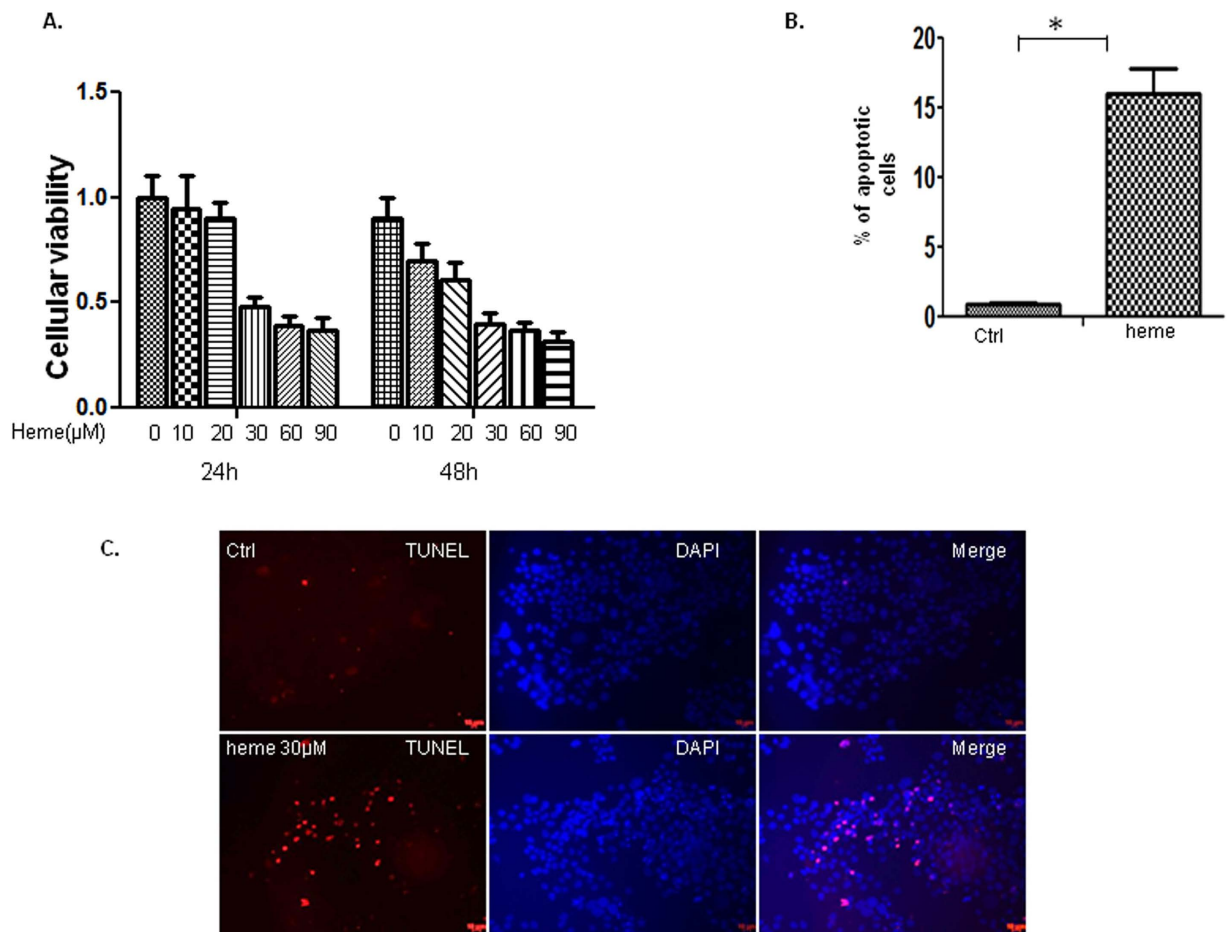 A.
1.5
1.0
0.5
0.0
Cellular viability
Heme(µM) 0 10 20 30 60 90 0 10 20 30 60 90
24h 48h
B.
20
15
10
5
0
% of apoptotic
cells
*
Ctrl heme
C.
Ctrl TUNEL DAPI Merge
heme 30µM TUNEL DAPI Merge